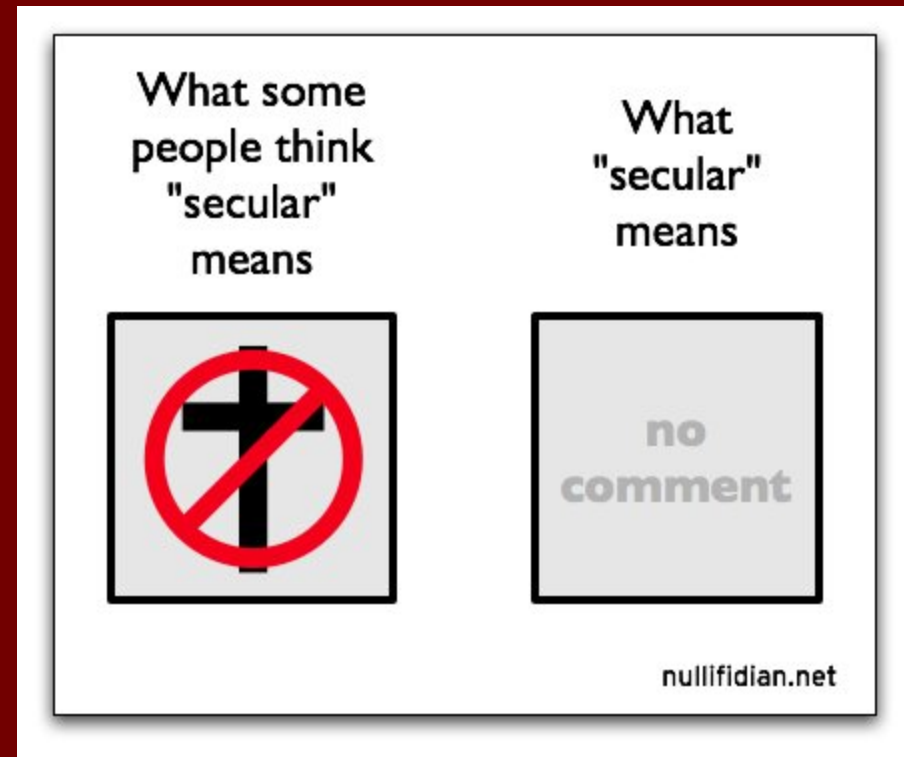 What some
people think
"secular"
means
What
"secular"
means
no
comment
nullifidian.net